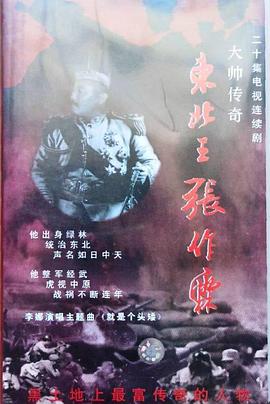 二十集电视连续剧
大帅传奇
東北王張作霖
他出身绿林
统治东北
声名如日中天
他整军经武
虎视中原
战祸不断连年
李娜演唱主题曲(就是个头矮)
黑土地上最富传奇的人物